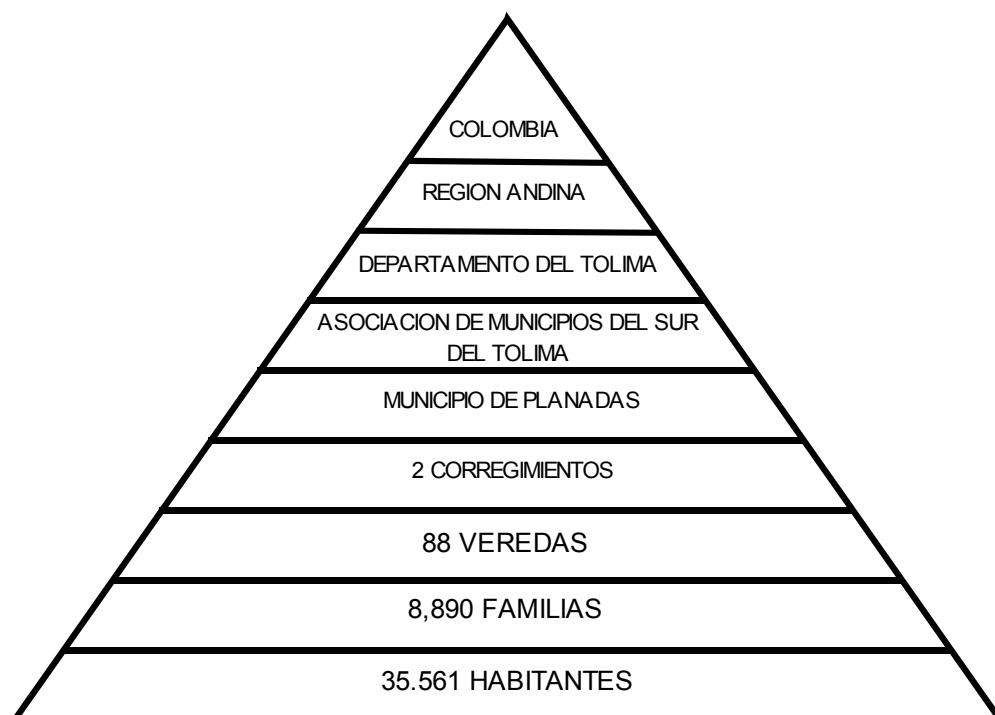 COLOMBIA
REGION ANDINA
DEPARTAMENTO DEL TOLIMA
ASOCIACION DE MUNICIPIOS DEL SUR
DEL TOLIMA
MUNICIPIO DE PLANADAS
2 CORREGIMIENTOS
88 VEREDAS
8,890 FAMILIAS
35.561 HABITANTES